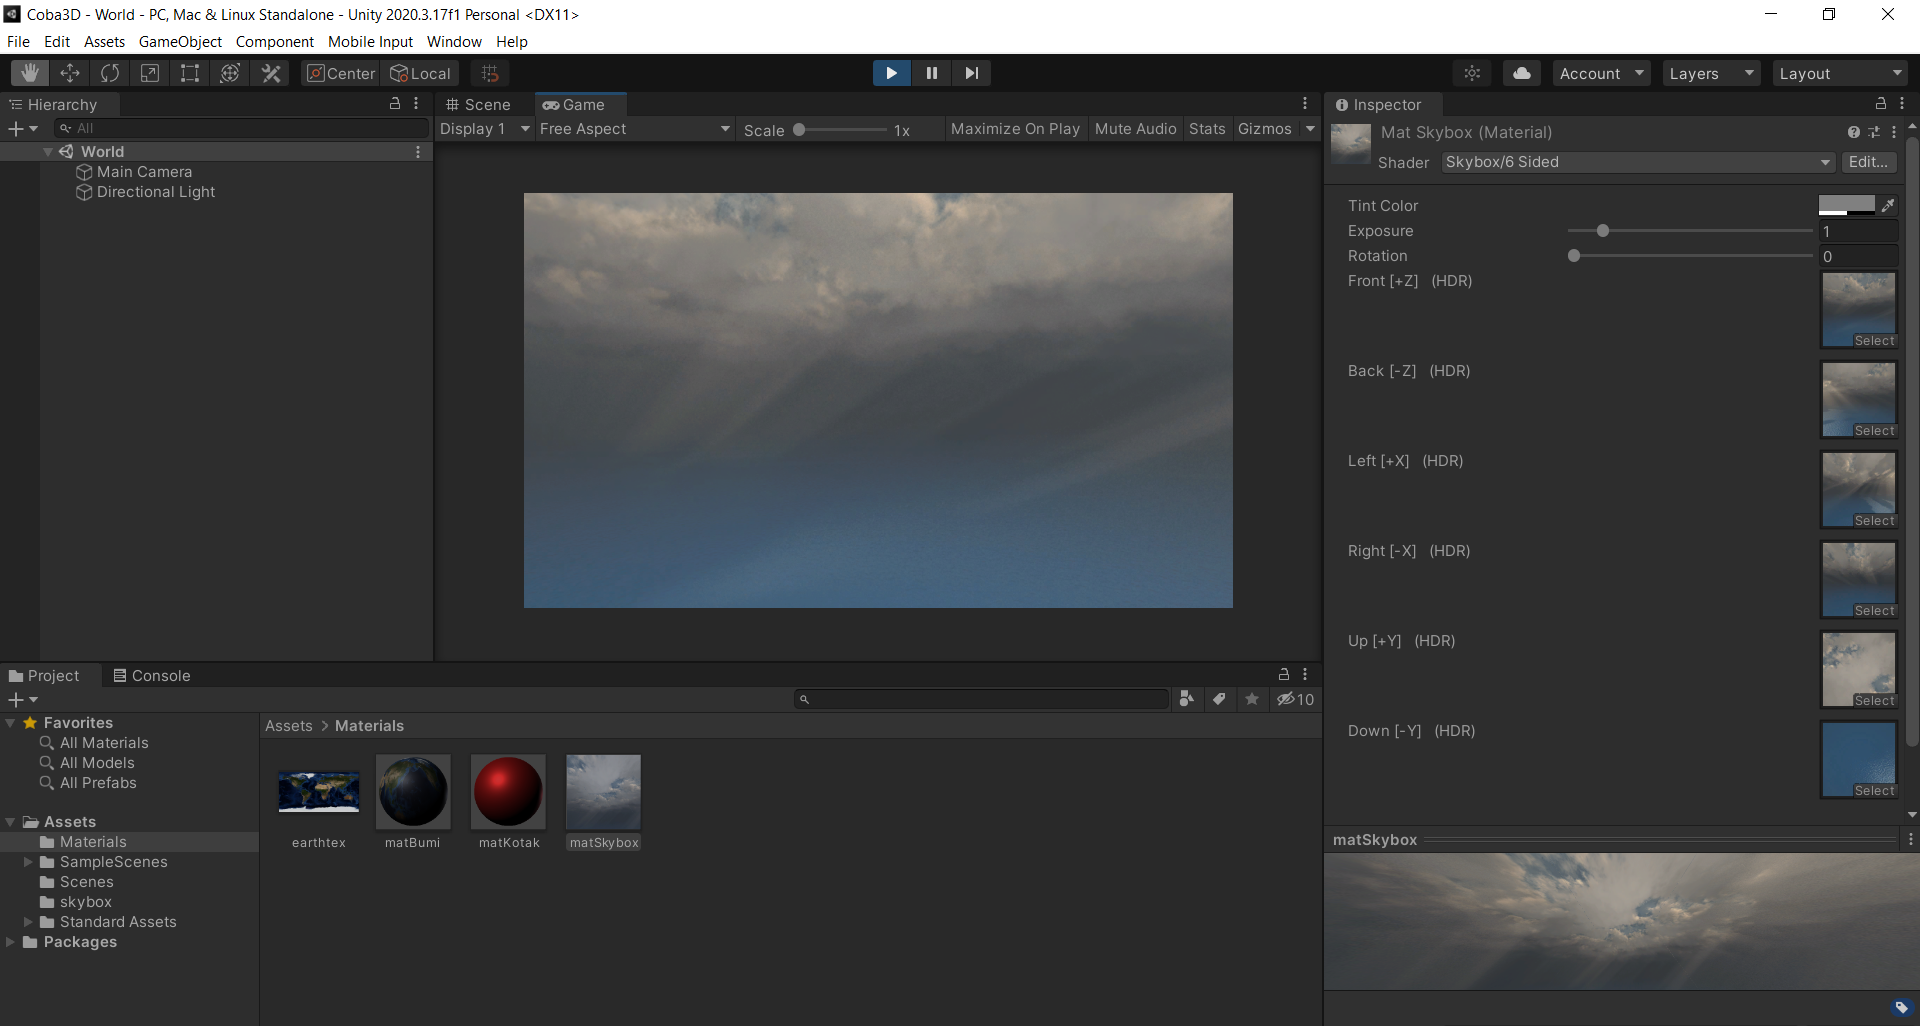 Coba3D - World - PC, Mac & Linux Standalone - Unity 2020.3.17f1 Personal <DX11>
File Edit Assets GameObject Component Mobile Input Window Help
Center Local
Account Layers Layout
Hierarchy
All
World
Main Camera
Directional Light
Scene Game
Display 1 Free Aspect Scale 1x Maximize On Play Mute Audio Stats Gizmos
Inspector
Mat Skybox (Material)
Shader Skybox/6 Sided Edit...
Tint Color
Exposure 1
Rotation 0
Front [+Z] (HDR)
Select
Back [-Z] (HDR)
Select
Left [+X] (HDR)
Select
Right [-X] (HDR)
Select
Up [+Y] (HDR)
Select
Down [-Y] (HDR)
Select
matSkybox
Project Console
10
Favorites
All Materials
All Models
All Prefabs
Assets
Materials
SampleScenes
Scenes
skybox
Standard Assets
Packages
Assets > Materials
earthtex matBumi matKotak matSkybox